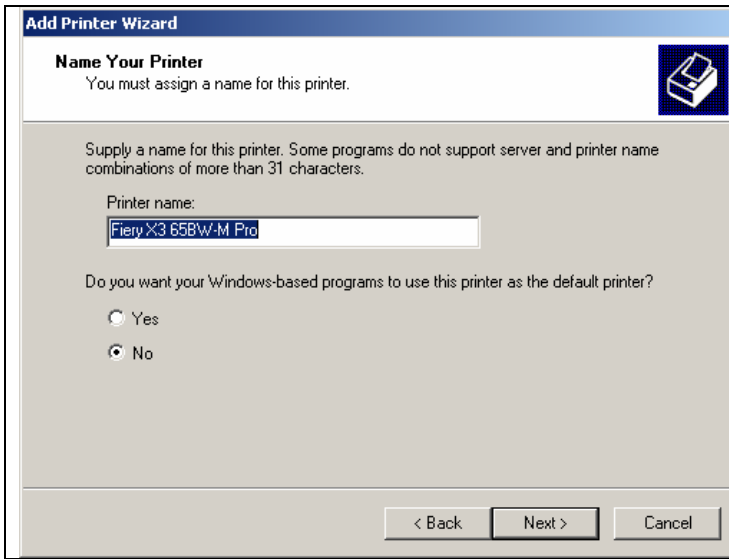 Add Printer Wizard
Name Your Printer
You must assign a name for this printer.
Supply a name for this printer. Some programs do not support server and printer name
combinations of more than 31 characters.
Printer name:
Fiery X3 65BW-M Pro
Do you want your Windows-based programs to use this printer as the default printer?
Yes
No
< Back Next > Cancel